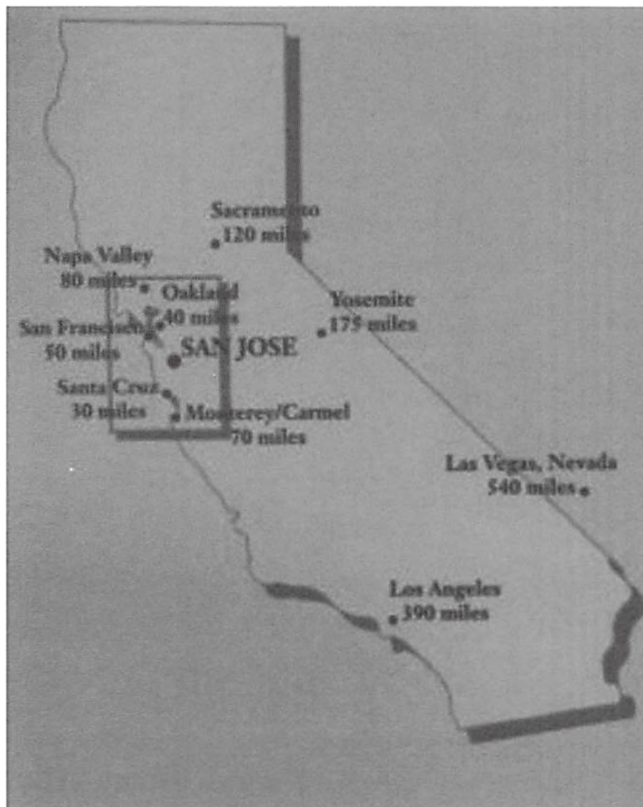 Sacramento
120 miles
Napa Valley
80 miles
Oakland
40 miles
Yosemite
175 miles
San Francisco
50 miles
SAN JOSE
Santa Cruz
30 miles
Monterey/Carmel
70 miles
Las Vegas, Nevada
540 miles
Los Angeles
390 miles